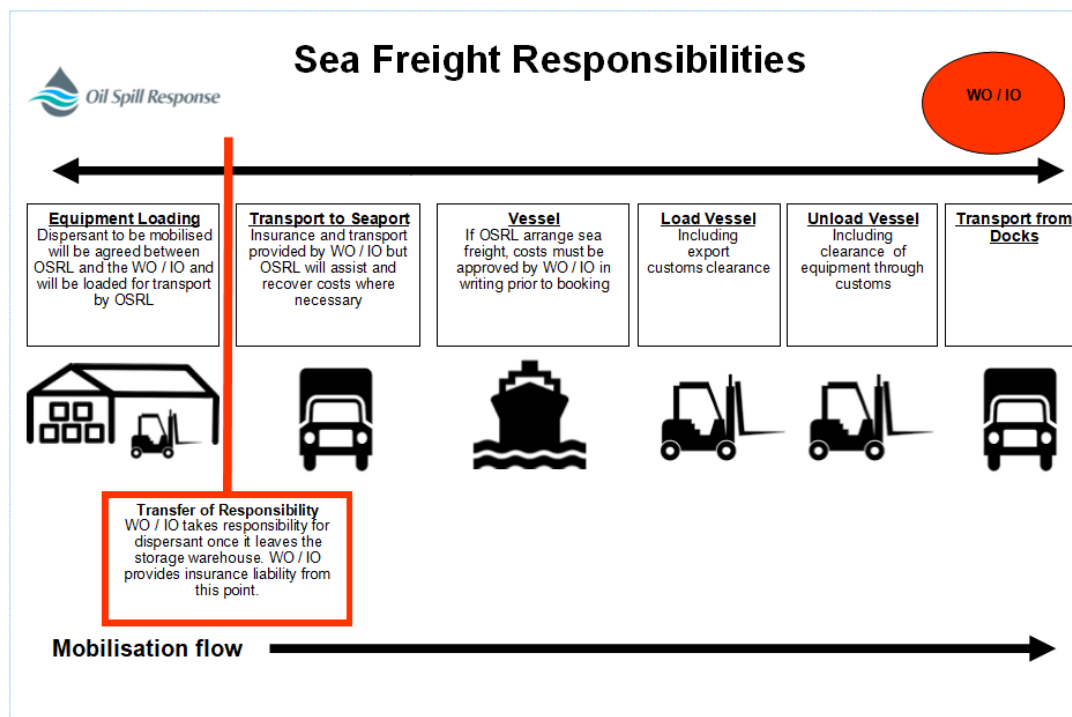 Sea Freight Responsibilities
Oil Spill Response
WO / IO
Equipment Loading
Dispersant to be mobilised
will be agreed between
OSRL and the WO / IO and
will be loaded for transport
by OSRL
Transport to Seaport
Insurance and transport
provided by WO / IO but
OSRL will assist and
recover costs where
necessary
Vessel
If OSRL arrange sea
freight, costs must be
approved by WO / IO in
writing prior to booking
Load Vessel
Including
export
customs clearance
Unload Vessel
Including
clearance of
equipment through
customs
Transport from
Docks
Transfer of Responsibility
WO / IO takes responsibility for
dispersant once it leaves the
storage warehouse. WO / IO
provides insurance liability from
this point.
Mobilisation flow